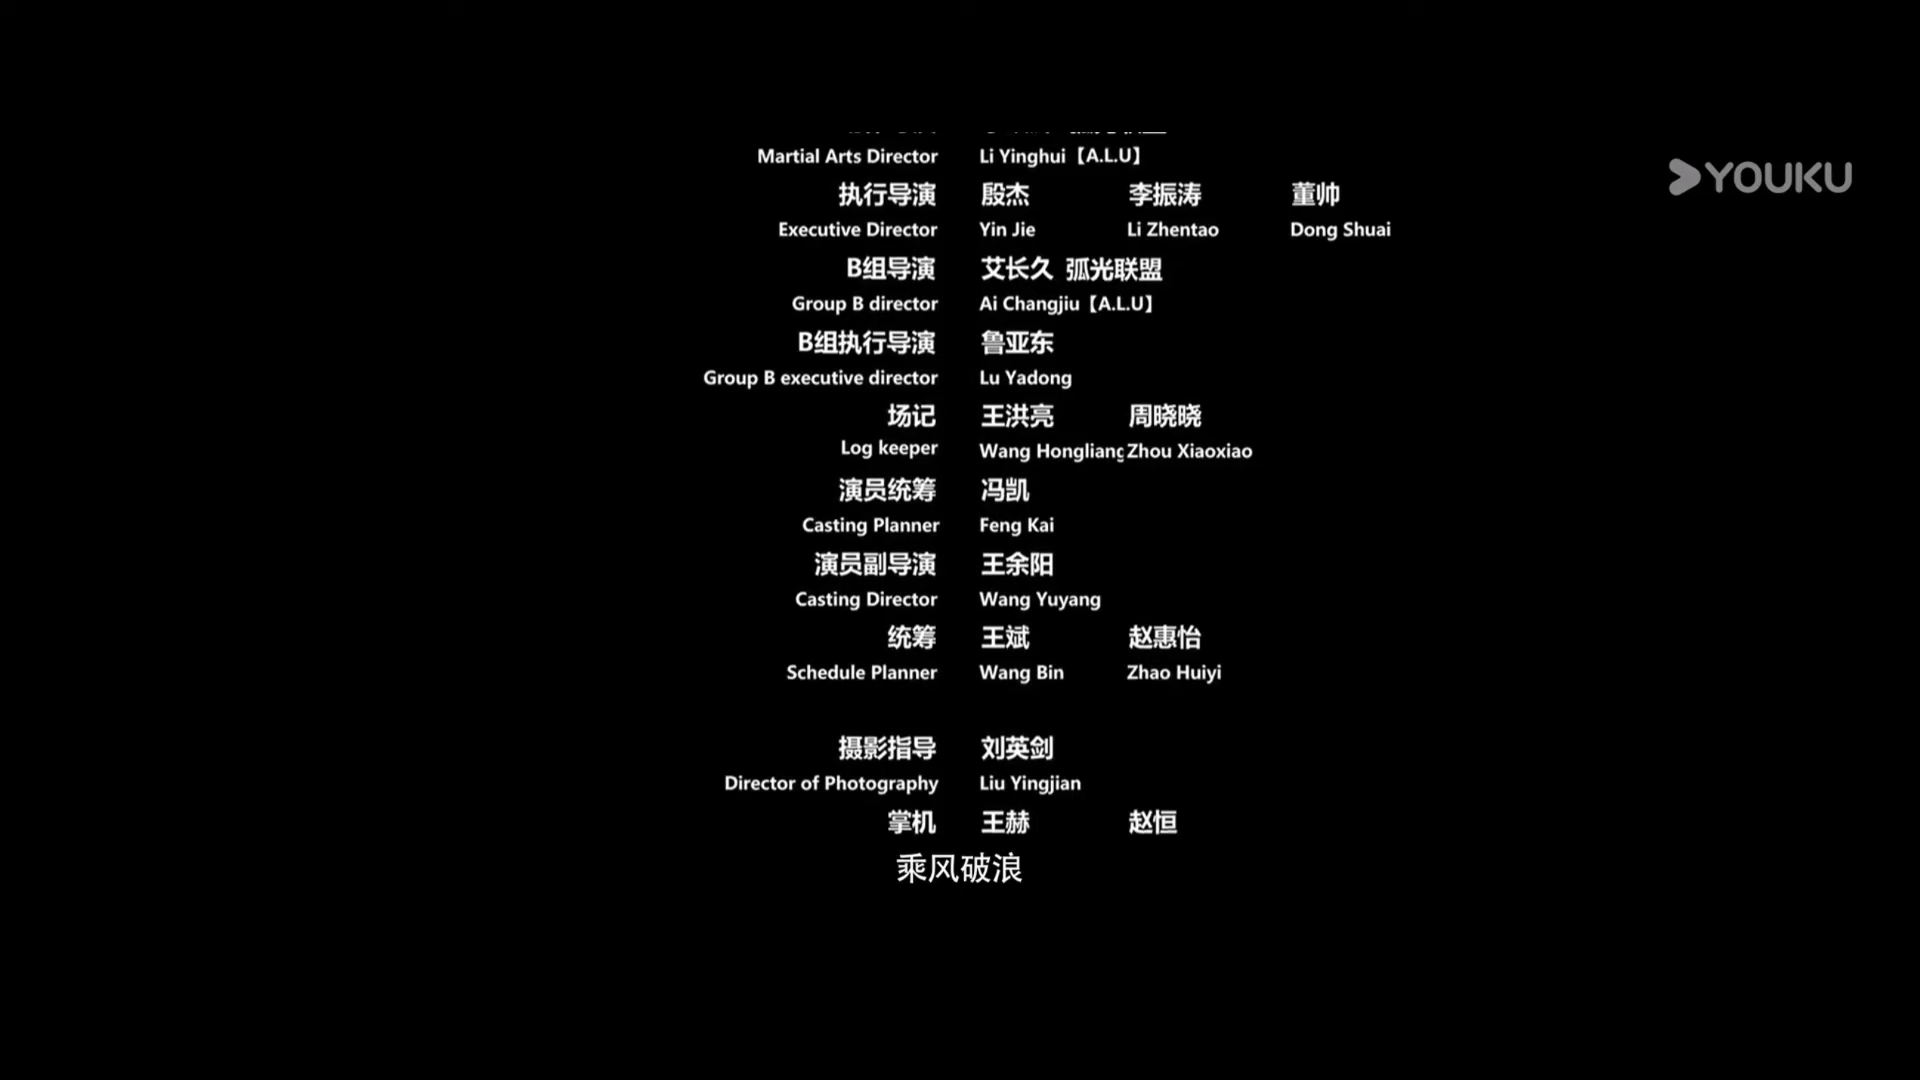 Martial Arts Director Li Yinghui【A.L.U】
执行导演 殷杰 李振涛 董帅
Executive Director Yin Jie Li Zhentao Dong Shuai
B组导演 艾长久 弧光联盟
Group B director Ai Changjiu【A.L.U】
B组执行导演 鲁亚东
Group B executive director Lu Yadong
场记 王洪亮 周晓晓
Log keeper Wang Hongliang Zhou Xiaoxiao
演员统筹 冯凯
Casting Planner Feng Kai
演员副导演 王余阳
Casting Director Wang Yuyang
统筹 王斌 赵惠怡
Schedule Planner Wang Bin Zhao Huiyi
摄影指导 刘英剑
Director of Photography Liu Yingjian
掌机 王赫 赵恒
乘风破浪
YOUKU